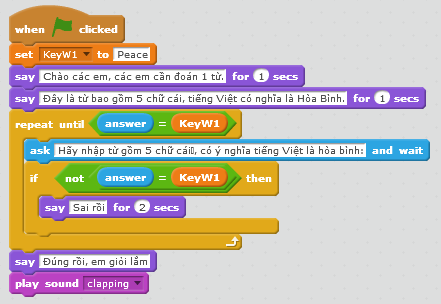 when clicked
set KeyW1 to Peace
say Chào các em, các em cần đoán 1 từ. for 1 secs
say Đây là từ bao gồm 5 chữ cái, tiếng Việt có nghĩa là Hòa Bình. for 1 secs
repeat until answer = KeyW1
ask Hãy nhập từ gồm 5 chữ cái, có ý nghĩa tiếng Việt là hòa bình: and wait
if not answer = KeyW1 then
say Sai rồi for 2 secs
say Đúng rồi, em giỏi lắm
play sound clapping